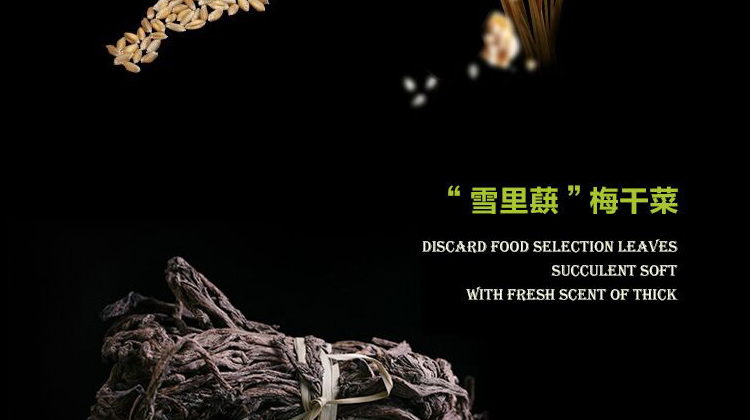 “雪里蕻”梅干菜
DISCARD FOOD SELECTION LEAVES
SUCCULENT SOFT
WITH FRESH SCENT OF THICK